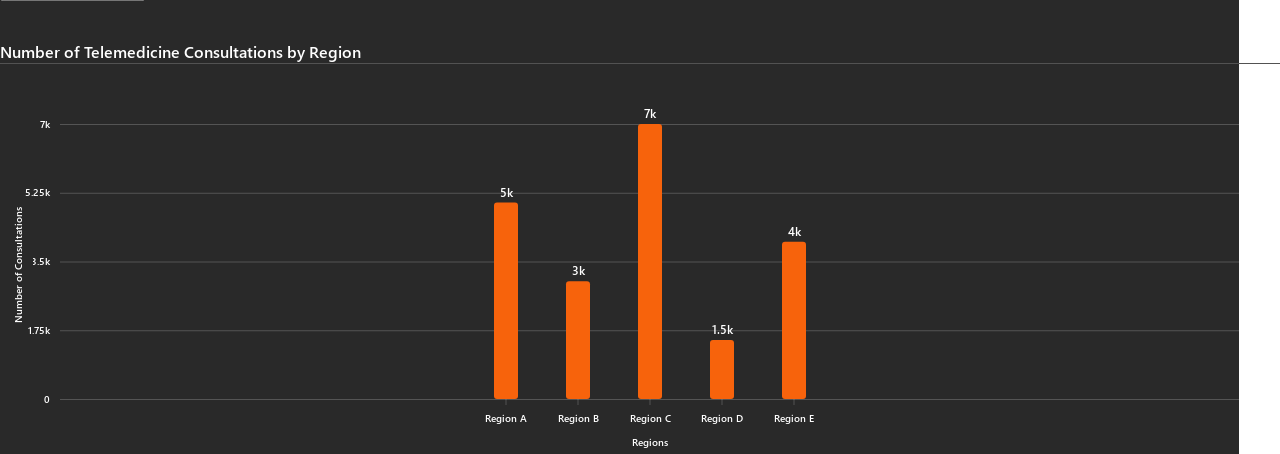 Number of Telemedicine Consultations by Region
7k
7k
5.25k
5k
4k
3k
3.5k
1.75k
1.5k
0
Number of Consultations
Region A
Region B
Region C
Region D
Region E
Regions